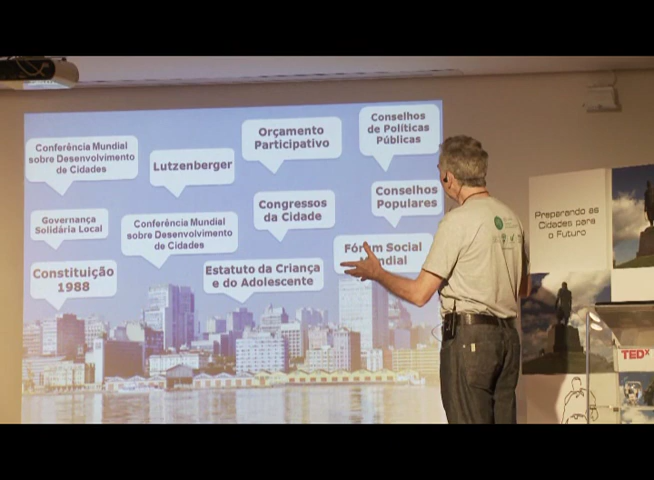 Conferência Mundial
sobre Desenvolvimento
de Cidades
Lutzenberger
Orçamento
Participativo
Conselhos
de Políticas
Públicas
Governança
Solidária Local
Conferência Mundial
sobre Desenvolvimento
de Cidades
Congressos
da Cidade
Conselhos
Populares
Constituição
1988
Estatuto da Criança
e do Adolescente
Fórum Social
Preparando as
Cidades para
o Futuro
TEDx